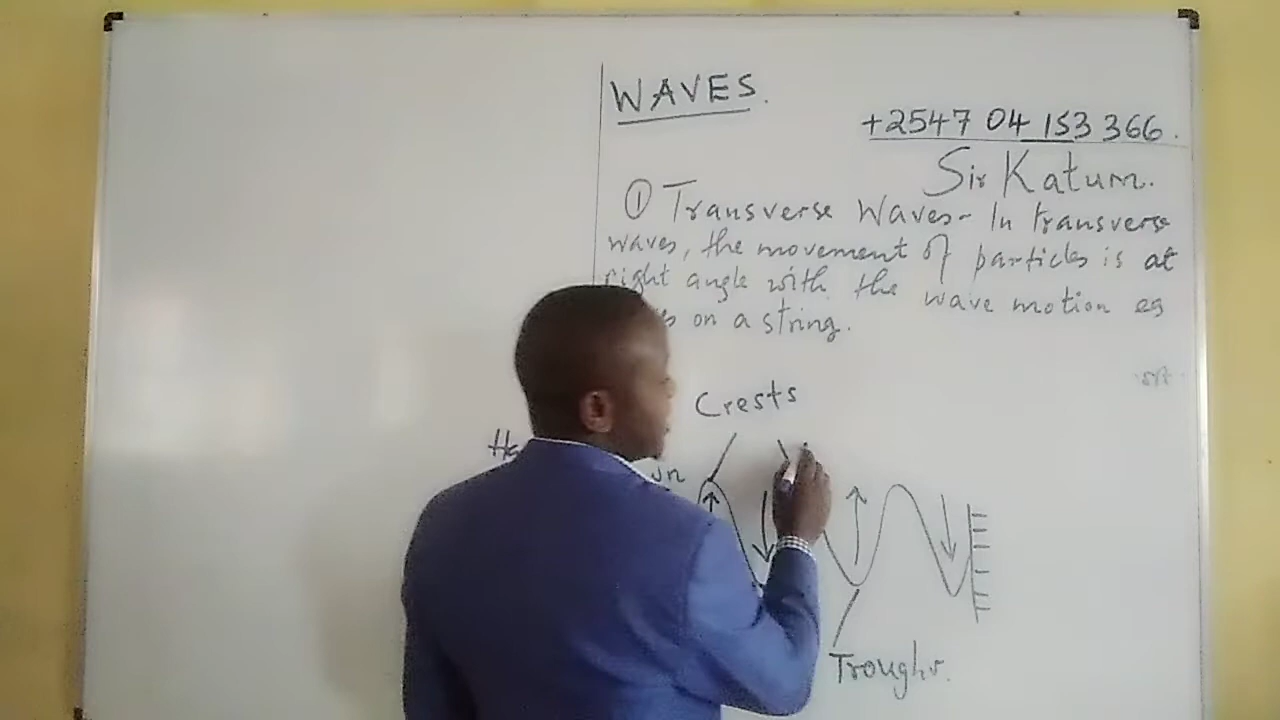 WAVES.
+2547 04 153 366.
Sir Katum.
① Transverse Waves - In transverse
waves, the movement of particles is at
right angle with the wave motion eg
on a string.
Crests
Troughs.